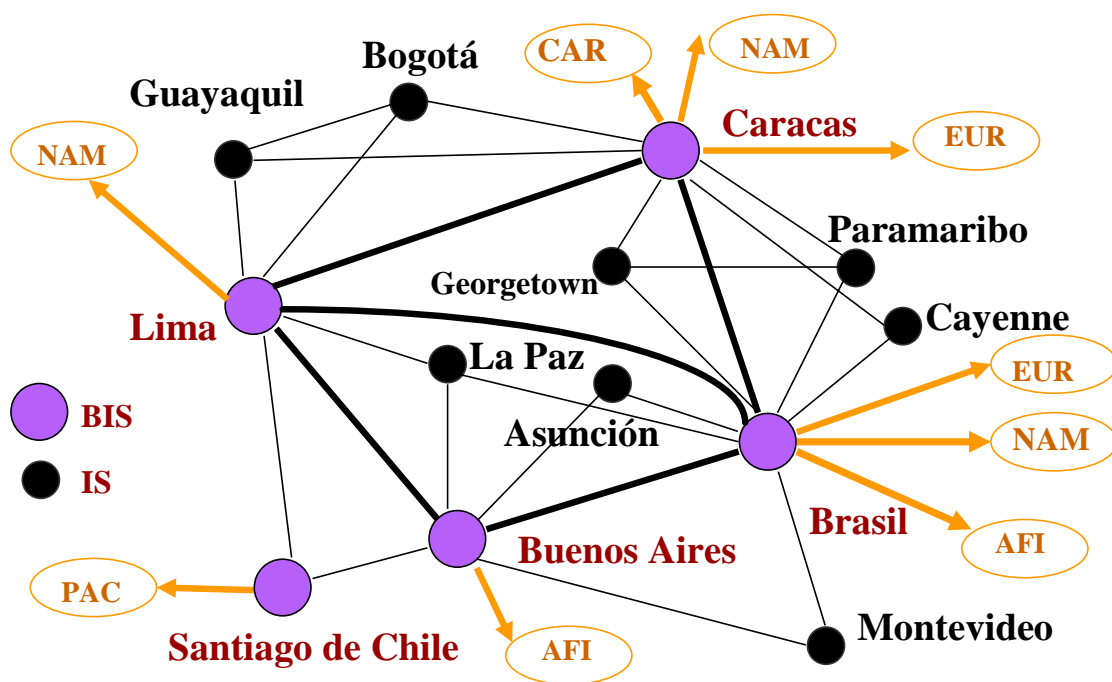 CAR
NAM
Bogotá
Guayaquil
Caracas
EUR
NAM
Paramaribo
Georgetown
Cayenne
Lima
La Paz
EUR
BIS
Asunción
NAM
IS
Brasil
Buenos Aires
AFI
PAC
Montevideo
Santiago de Chile
AFI